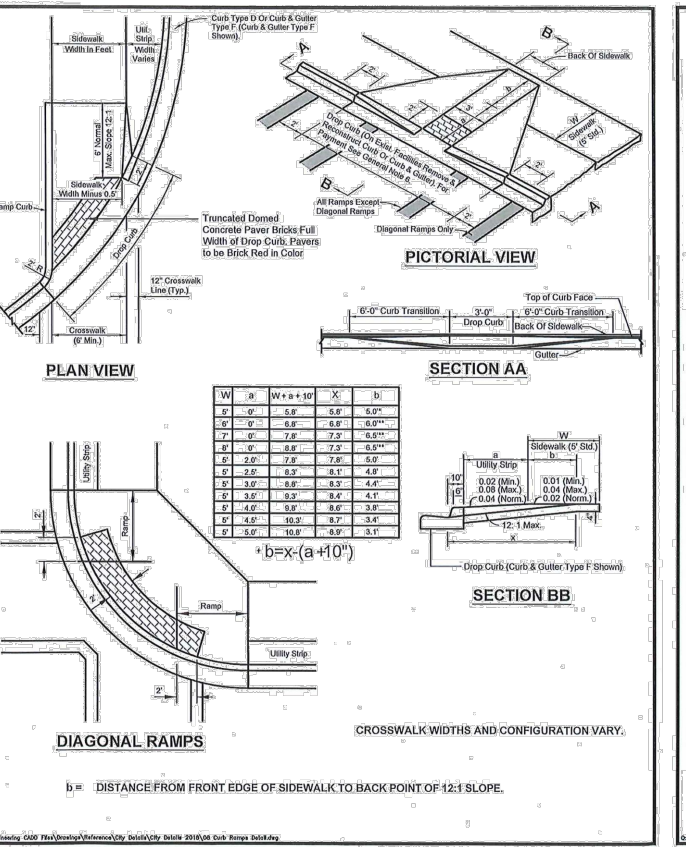 Curb Type D Or Curb & Gutter
Type F (Curb & Gutter Type F
Shown)
Sidewalk
Width In Feet
Util.
Strip
Width
Varies
6' Normal
Max. Slope 12:1
2'
Sidewalk
Width Minus 0.5'
amp Curb
Drop Curb
2' R
Truncated Domed
Concrete Paver Bricks Full
Width of Drop Curb. Pavers
to be Brick Red in Color
12" Crosswalk
Line (Typ.)
12"
Crosswalk
(6' Min.)
PLAN VIEW
A
B
Back Of Sidewalk
2'
2'
3'
a
b
W
Sidewalk
(5' Std.)
2'
2'
Drop Curb (On Exist. Facilities Remove &
Reconstruct Curb Or Curb & Gutter). For
Payment See General Note 6.
2'
B
A
All Ramps Except
Diagonal Ramps
Diagonal Ramps Only
PICTORIAL VIEW
Top of Curb Face
6'-0" Curb Transition
3'-0"
Drop Curb
6'-0" Curb Transition
Back Of Sidewalk
Gutter
SECTION AA
W a W + a + 10' X b
5' 0' 5.8' 5.8' 5.0'*
6' 0' 6.8' 6.8' 6.0'**
7' 0' 7.8' 7.3' 6.5'**
8' 0' 8.8' 7.3' 6.5'**
5' 2.0' 7.8' 7.8' 5.0'
5' 2.5' 8.3' 8.1' 4.8'
5' 3.0' 8.8' 8.3' 4.4'
5' 3.5' 9.3' 8.4' 4.1'
5' 4.0' 9.8' 8.6' 3.8'
5' 4.5' 10.3' 8.7' 3.4'
5' 5.0' 10.8' 8.9' 3.1'
b=x-(a+10")
W
Sidewalk (5' Std.)
a
b
Utility Strip
10'
6'
0.02 (Min.)
0.08 (Max.)
0.04 (Norm.)
0.01 (Min.)
0.04 (Max.)
0.02 (Norm.)
12: 1 Max.
4"
x
Drop Curb (Curb & Gutter Type F Shown)
SECTION BB
Utility Strip
2'
Ramp
2'
Ramp
Utility Strip
2'
DIAGONAL RAMPS
CROSSWALK WIDTHS AND CONFIGURATION VARY.
b = DISTANCE FROM FRONT EDGE OF SIDEWALK TO BACK POINT OF 12:1 SLOPE.
neering CADD Files\Drawings\Reference\City Details\City Details 2018\06 Curb Ramps Detail.dwg